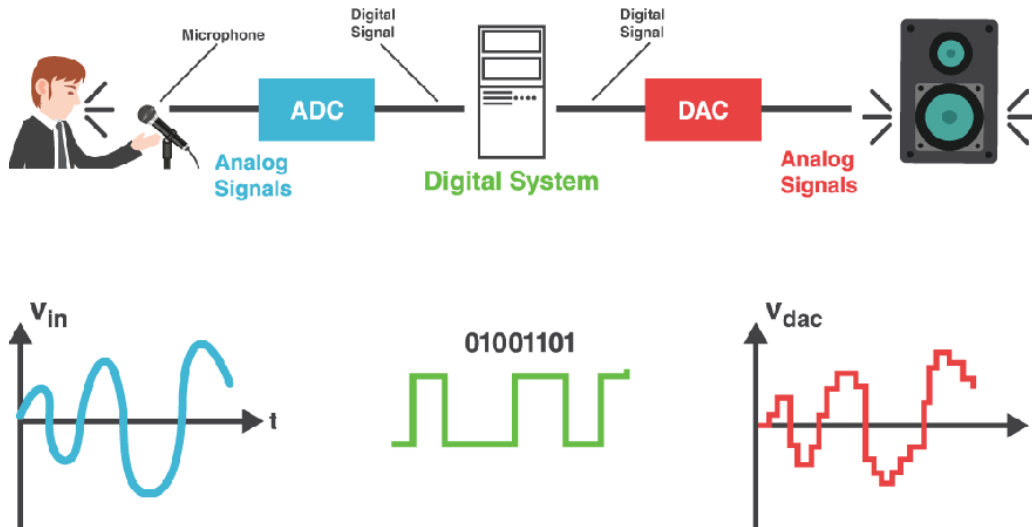 Microphone
Digital
Signal
Digital
Signal
ADC
DAC
Analog
Signals
Digital System
Analog
Signals
Vin
t
01001101
Vdac